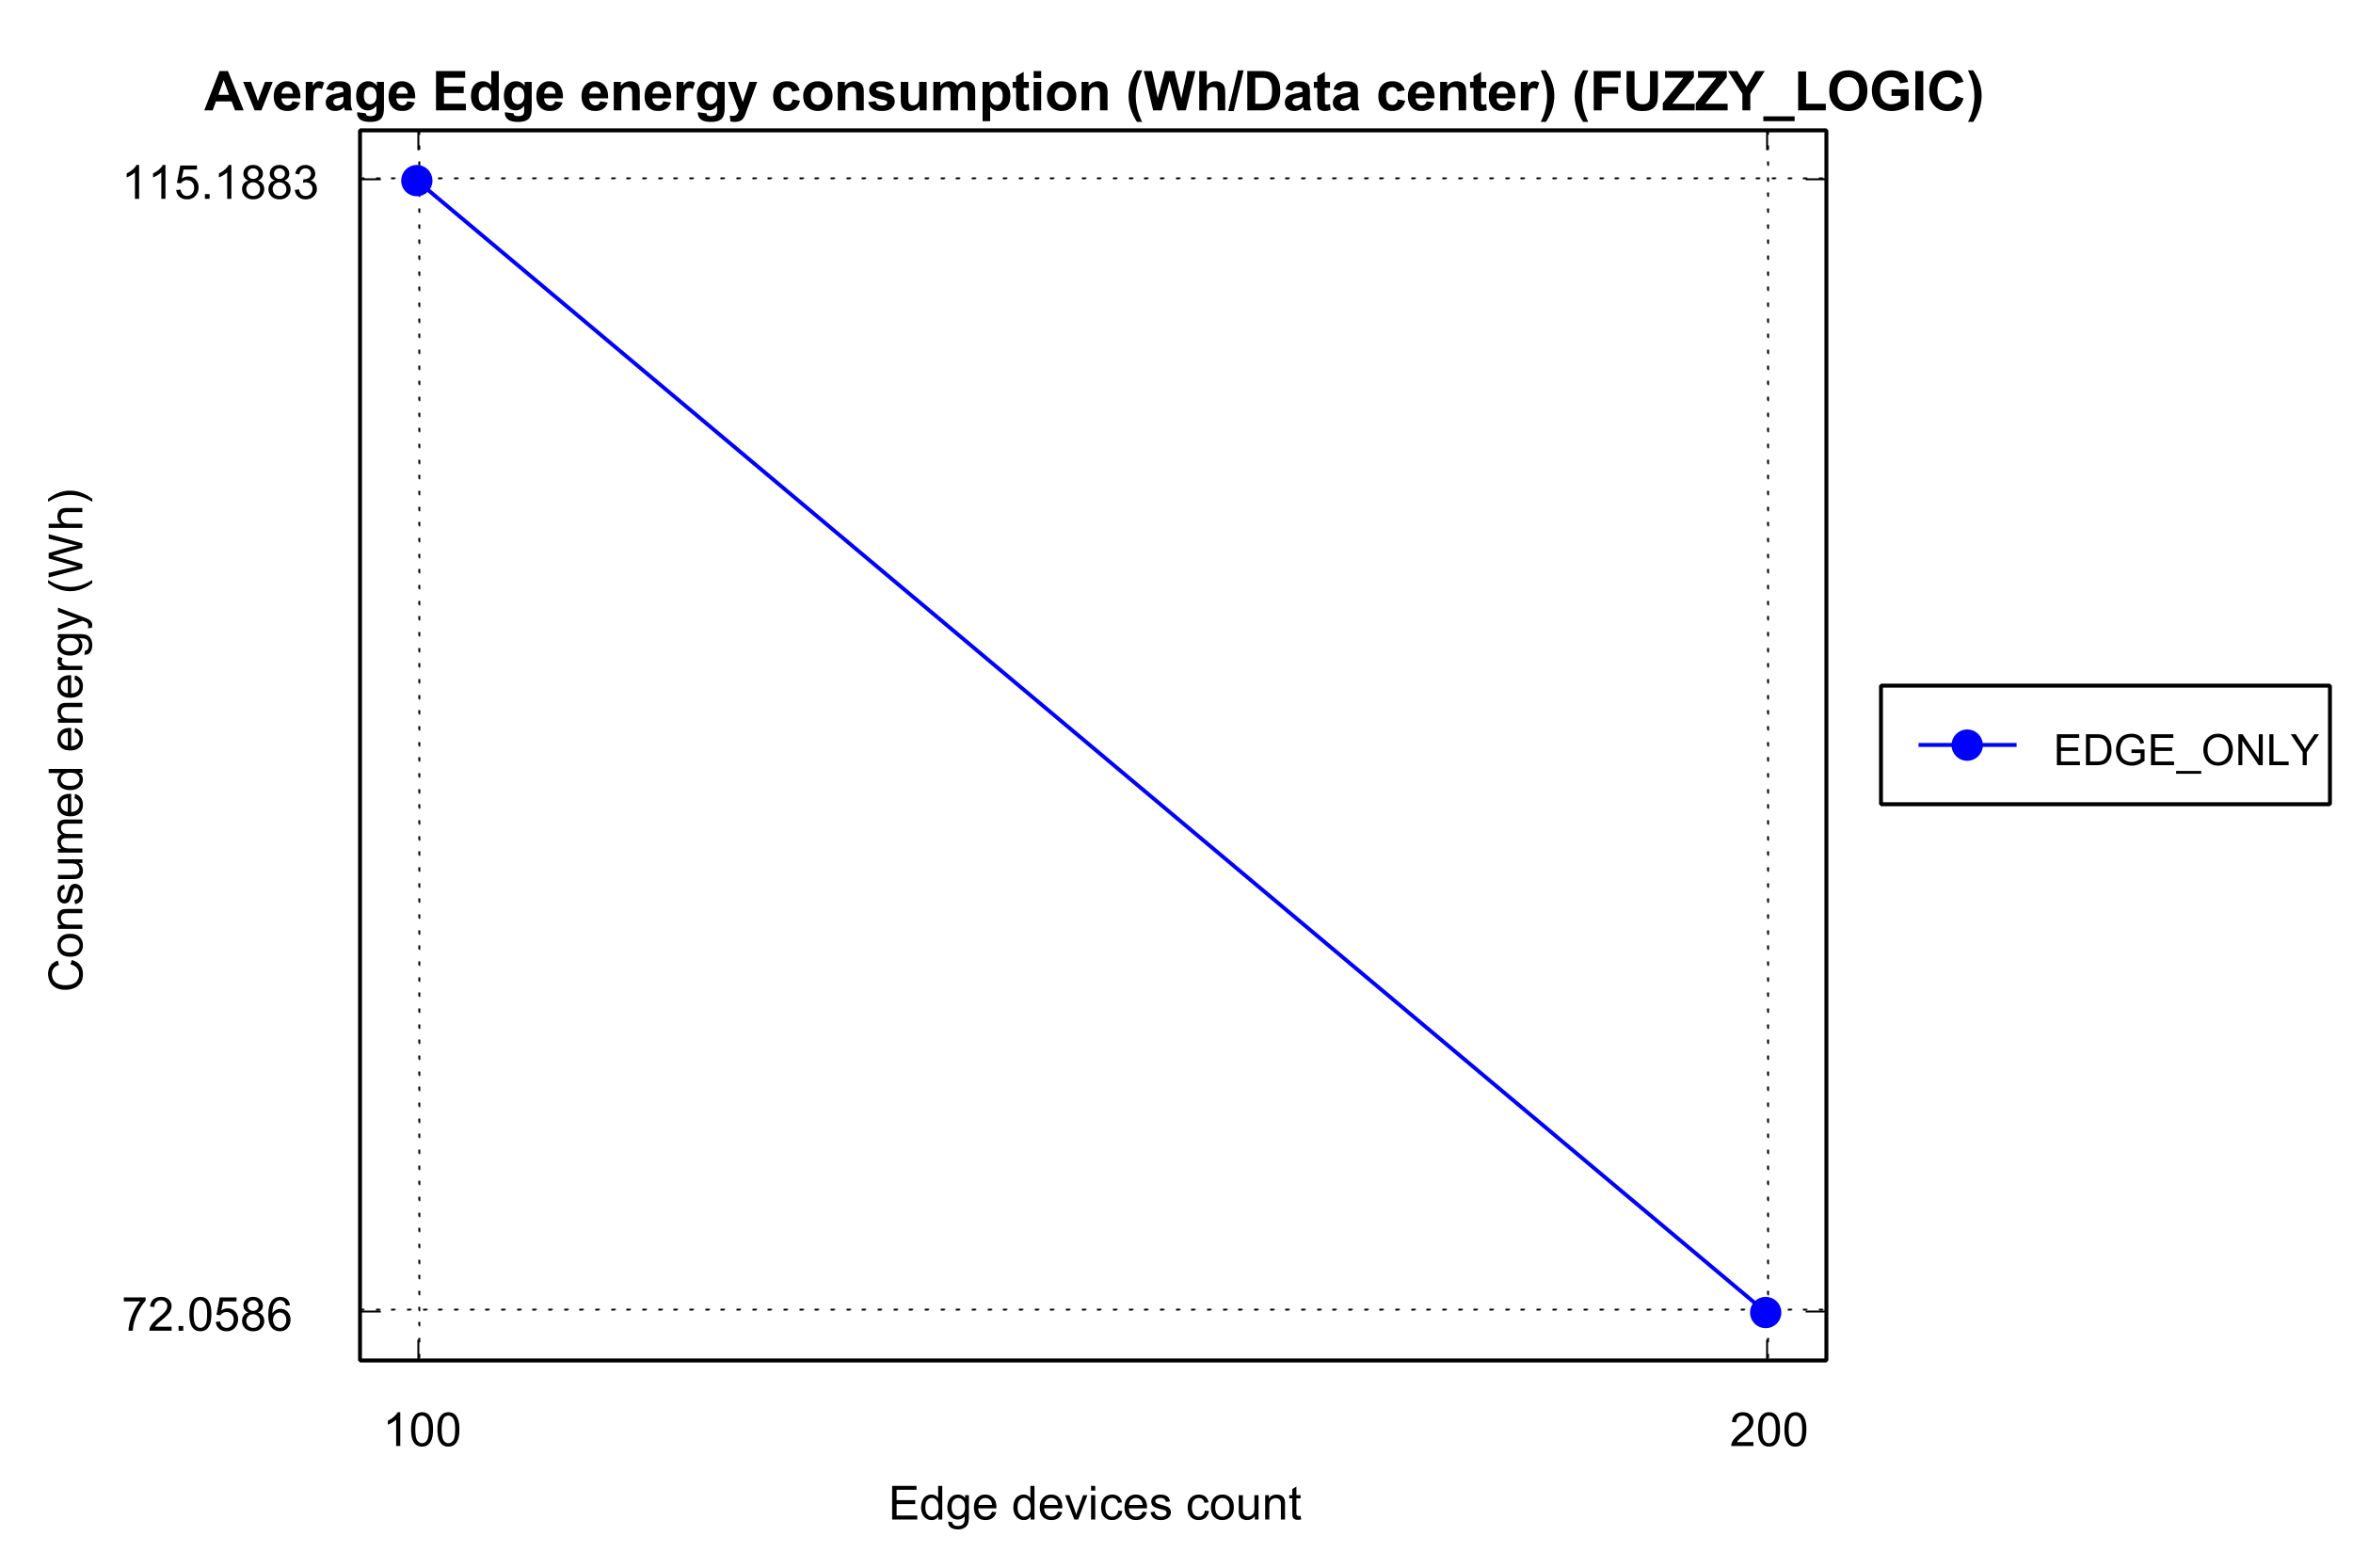 Average Edge energy consumption (Wh/Data center) (FUZZY_LOGIC)
115.1883
Consumed energy (Wh)
EDGE_ONLY
72.0586
100 200
Edge devices count